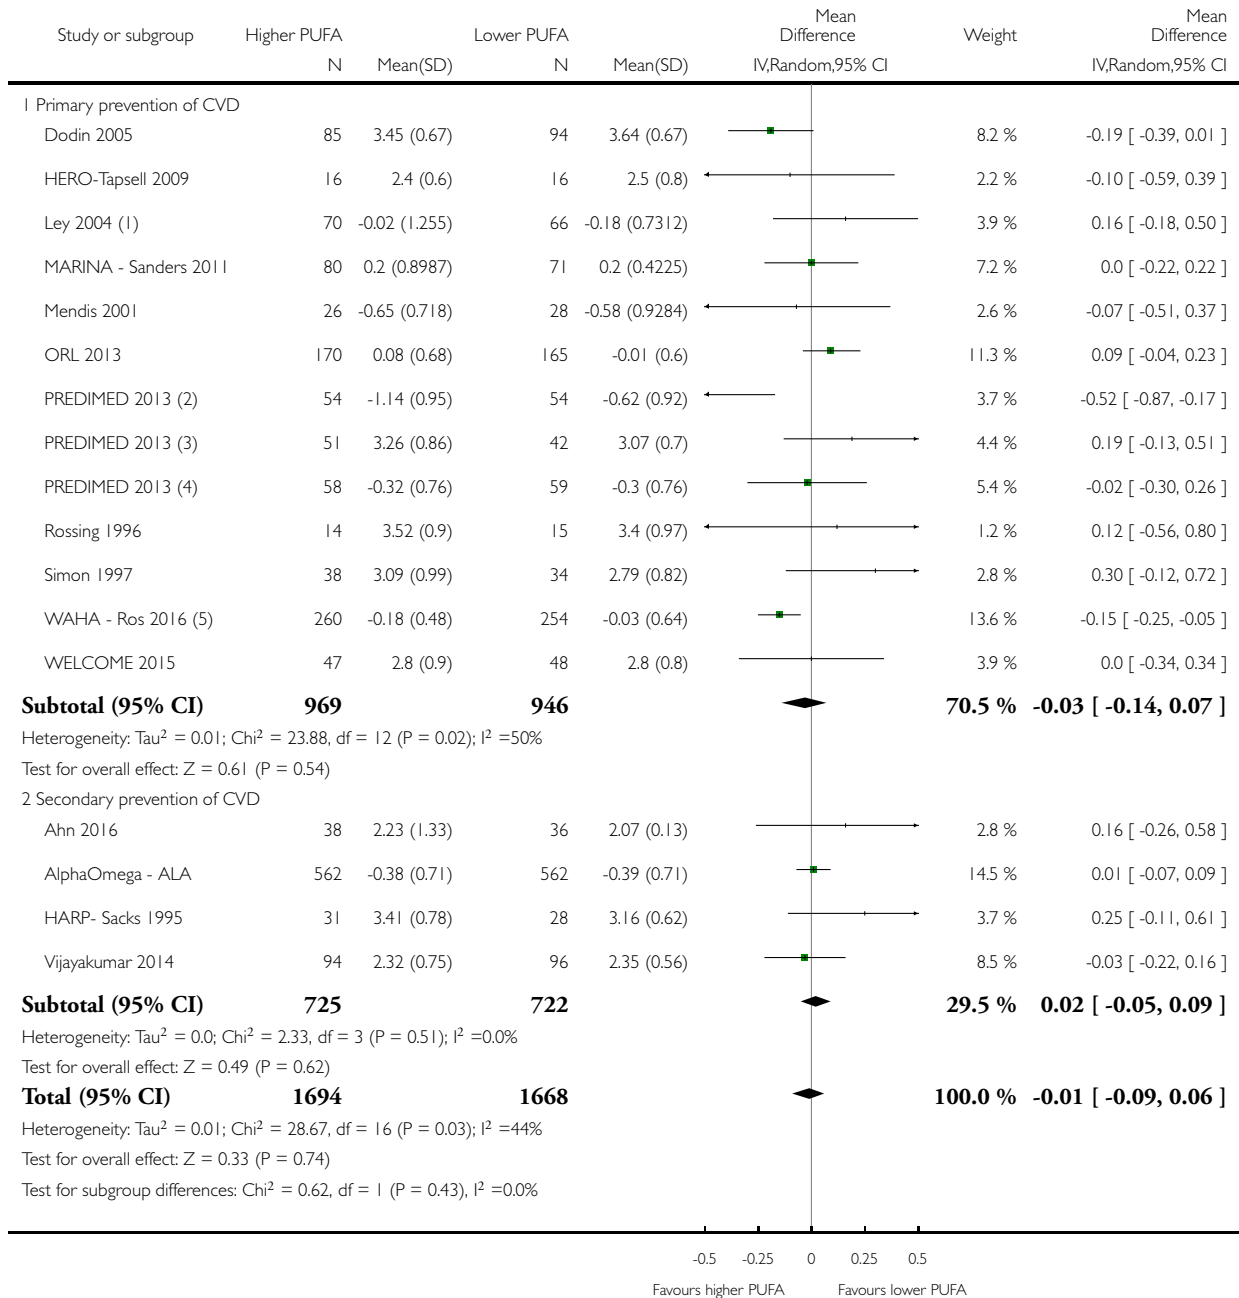 Study or subgroup Higher PUFA Lower PUFA Mean Difference Weight Mean Difference
N Mean(SD) N Mean(SD) IV,Random,95% CI IV,Random,95% CI
1 Primary prevention of CVD
Dodin 2005 85 3.45 (0.67) 94 3.64 (0.67) 8.2 % -0.19 [ -0.39, 0.01 ]
HERO-Tapsell 2009 16 2.4 (0.6) 16 2.5 (0.8) 2.2 % -0.10 [ -0.59, 0.39 ]
Ley 2004 (1) 70 -0.02 (1.255) 66 -0.18 (0.7312) 3.9 % 0.16 [ -0.18, 0.50 ]
MARINA - Sanders 2011 80 0.2 (0.8987) 71 0.2 (0.4225) 7.2 % 0.0 [ -0.22, 0.22 ]
Mendis 2001 26 -0.65 (0.718) 28 -0.58 (0.9284) 2.6 % -0.07 [ -0.51, 0.37 ]
ORL 2013 170 0.08 (0.68) 165 -0.01 (0.6) 11.3 % 0.09 [ -0.04, 0.23 ]
PREDIMED 2013 (2) 54 -1.14 (0.95) 54 -0.62 (0.92) 3.7 % -0.52 [ -0.87, -0.17 ]
PREDIMED 2013 (3) 51 3.26 (0.86) 42 3.07 (0.7) 4.4 % 0.19 [ -0.13, 0.51 ]
PREDIMED 2013 (4) 58 -0.32 (0.76) 59 -0.3 (0.76) 5.4 % -0.02 [ -0.30, 0.26 ]
Rossing 1996 14 3.52 (0.9) 15 3.4 (0.97) 1.2 % 0.12 [ -0.56, 0.80 ]
Simon 1997 38 3.09 (0.99) 34 2.79 (0.82) 2.8 % 0.30 [ -0.12, 0.72 ]
WAHA - Ros 2016 (5) 260 -0.18 (0.48) 254 -0.03 (0.64) 13.6 % -0.15 [ -0.25, -0.05 ]
WELCOME 2015 47 2.8 (0.9) 48 2.8 (0.8) 3.9 % 0.0 [ -0.34, 0.34 ]
Subtotal (95% CI) 969 946 70.5 % -0.03 [ -0.14, 0.07 ]
Heterogeneity: Tau² = 0.01; Chi² = 23.88, df = 12 (P = 0.02); I² =50%
Test for overall effect: Z = 0.61 (P = 0.54)
2 Secondary prevention of CVD
Ahn 2016 38 2.23 (1.33) 36 2.07 (0.13) 2.8 % 0.16 [ -0.26, 0.58 ]
AlphaOmega - ALA 562 -0.38 (0.71) 562 -0.39 (0.71) 14.5 % 0.01 [ -0.07, 0.09 ]
HARP- Sacks 1995 31 3.41 (0.78) 28 3.16 (0.62) 3.7 % 0.25 [ -0.11, 0.61 ]
Vijayakumar 2014 94 2.32 (0.75) 96 2.35 (0.56) 8.5 % -0.03 [ -0.22, 0.16 ]
Subtotal (95% CI) 725 722 29.5 % 0.02 [ -0.05, 0.09 ]
Heterogeneity: Tau² = 0.0; Chi² = 2.33, df = 3 (P = 0.51); I² =0.0%
Test for overall effect: Z = 0.49 (P = 0.62)
Total (95% CI) 1694 1668 100.0 % -0.01 [ -0.09, 0.06 ]
Heterogeneity: Tau² = 0.01; Chi² = 28.67, df = 16 (P = 0.03); I² =44%
Test for overall effect: Z = 0.33 (P = 0.74)
Test for subgroup differences: Chi² = 0.62, df = 1 (P = 0.43), I² =0.0%
-0.5 -0.25 0 0.25 0.5
Favours higher PUFA Favours lower PUFA